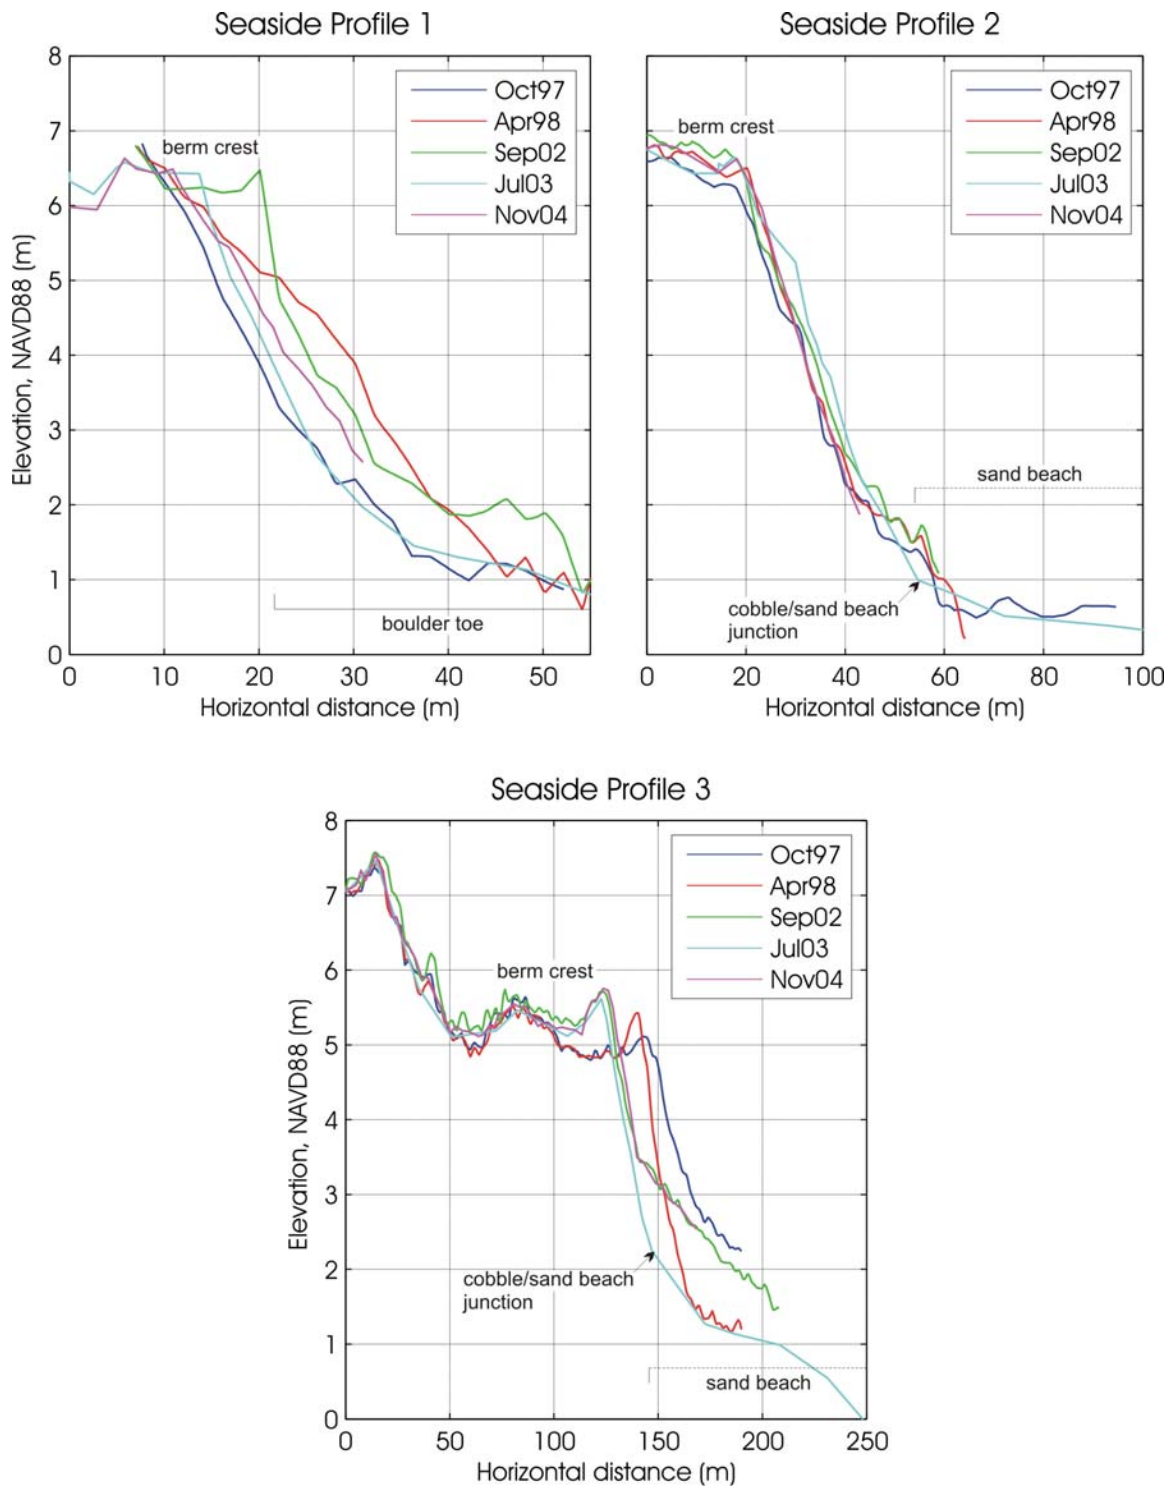 Seaside Profile 1
Seaside Profile 2
8
7
6
5
4
3
2
1
0
Elevation, NAVD88 (m)
berm crest
Oct97
Apr98
Sep02
Jul03
Nov04
boulder toe
0 10 20 30 40 50
Horizontal distance (m)
berm crest
Oct97
Apr98
Sep02
Jul03
Nov04
sand beach
cobble/sand beach
junction
0 20 40 60 80 100
Horizontal distance (m)
Seaside Profile 3
8
7
6
5
4
3
2
1
0
Elevation, NAVD88 (m)
Oct97
Apr98
Sep02
Jul03
Nov04
berm crest
cobble/sand beach
junction
sand beach
0 50 100 150 200 250
Horizontal distance (m)